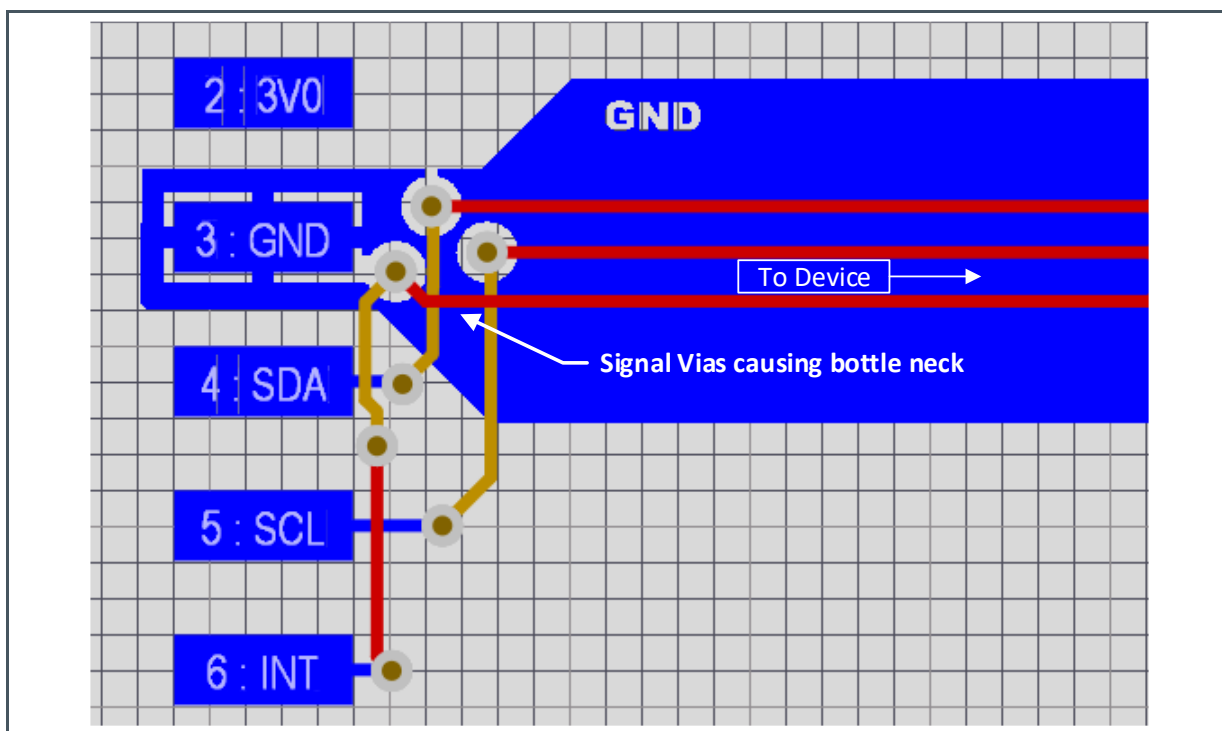 2 : 3V0
GND
3 : GND
To Device
Signal Vias causing bottle neck
4 : SDA
5 : SCL
6 : INT